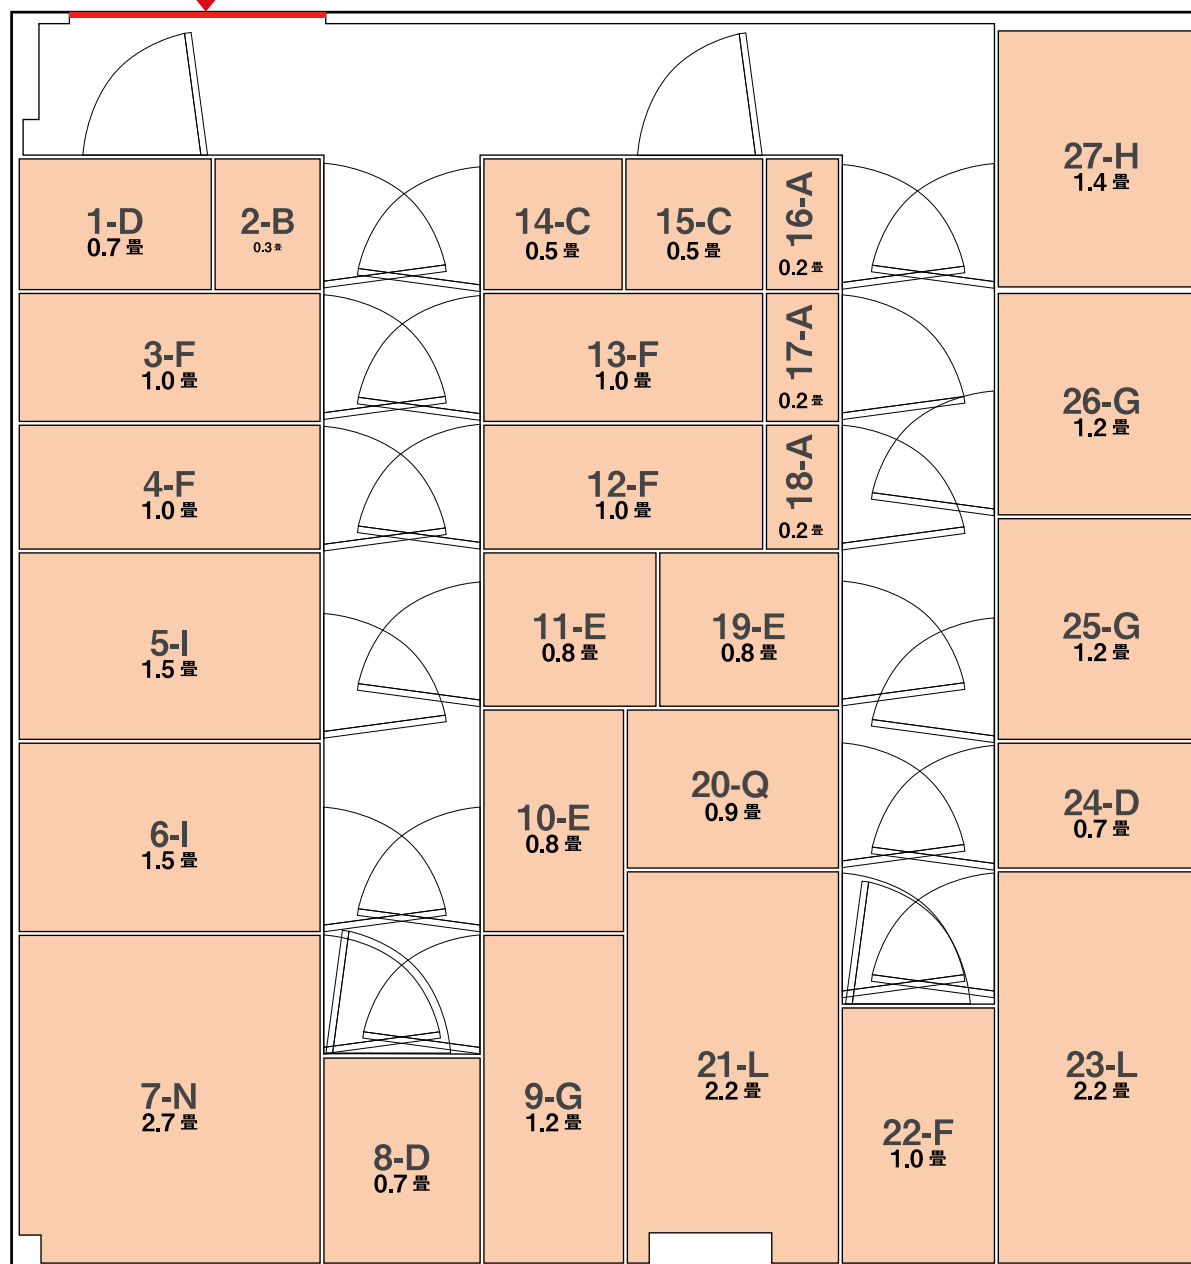 1-D
0.7 畳
2-B
0.3 畳
14-C
0.5 畳
15-C
0.5 畳
16-A
0.2 畳
27-H
1.4 畳
3-F
1.0 畳
13-F
1.0 畳
17-A
0.2 畳
26-G
1.2 畳
4-F
1.0 畳
12-F
1.0 畳
18-A
0.2 畳
5-I
1.5 畳
11-E
0.8 畳
19-E
0.8 畳
25-G
1.2 畳
6-I
1.5 畳
10-E
0.8 畳
20-Q
0.9 畳
24-D
0.7 畳
7-N
2.7 畳
8-D
0.7 畳
9-G
1.2 畳
21-L
2.2 畳
22-F
1.0 畳
23-L
2.2 畳